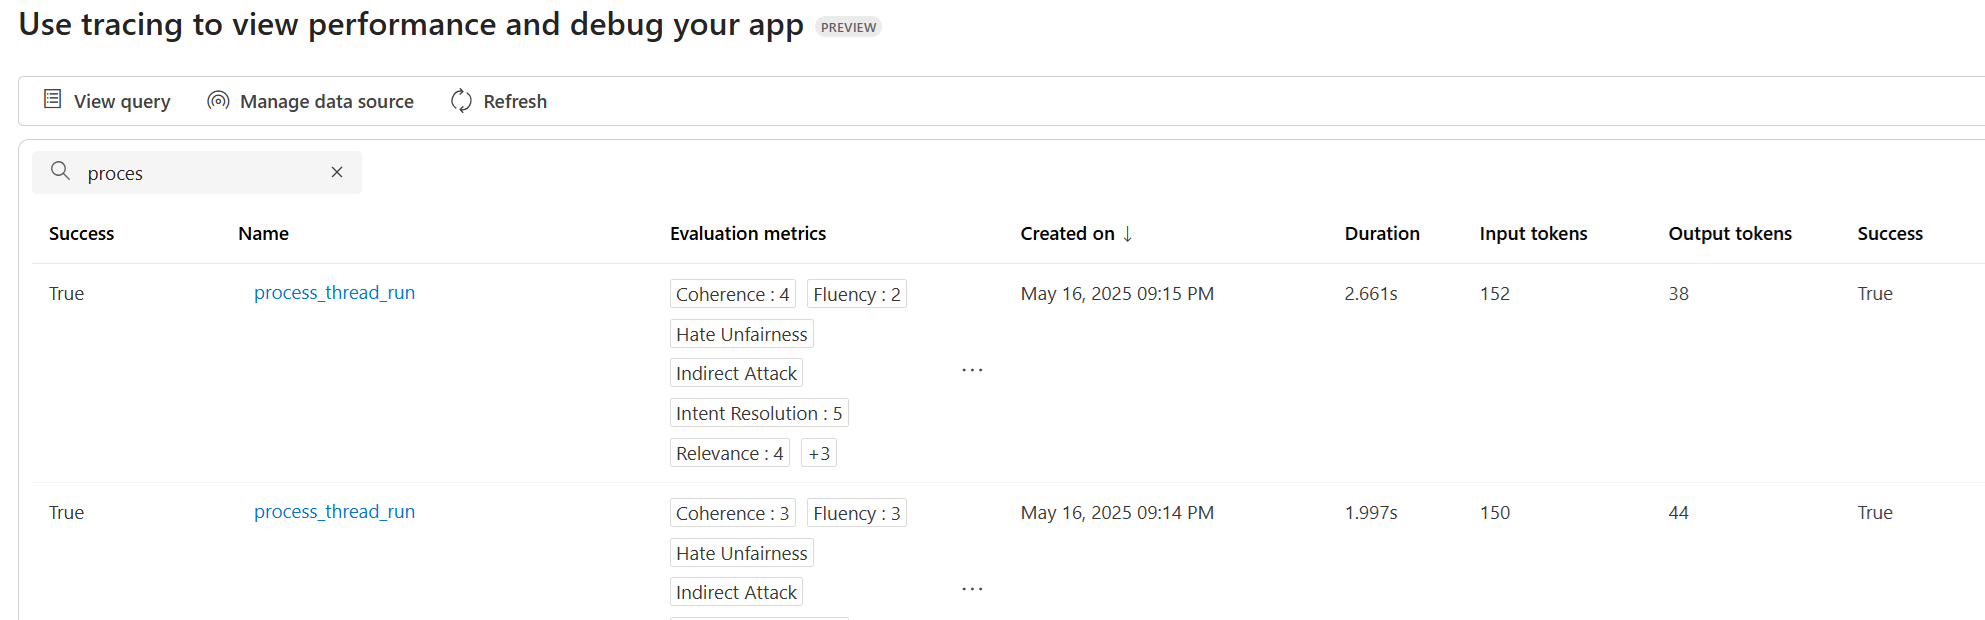 Use tracing to view performance and debug your app PREVIEW
View query Manage data source Refresh
proces
Success Name Evaluation metrics Created on ↓ Duration Input tokens Output tokens Success
True process_thread_run Coherence : 4 Fluency : 2 May 16, 2025 09:15 PM 2.661s 152 38 True
Hate Unfairness
Indirect Attack ...
Intent Resolution : 5
Relevance : 4 +3
True process_thread_run Coherence : 3 Fluency : 3 May 16, 2025 09:14 PM 1.997s 150 44 True
Hate Unfairness
Indirect Attack ...